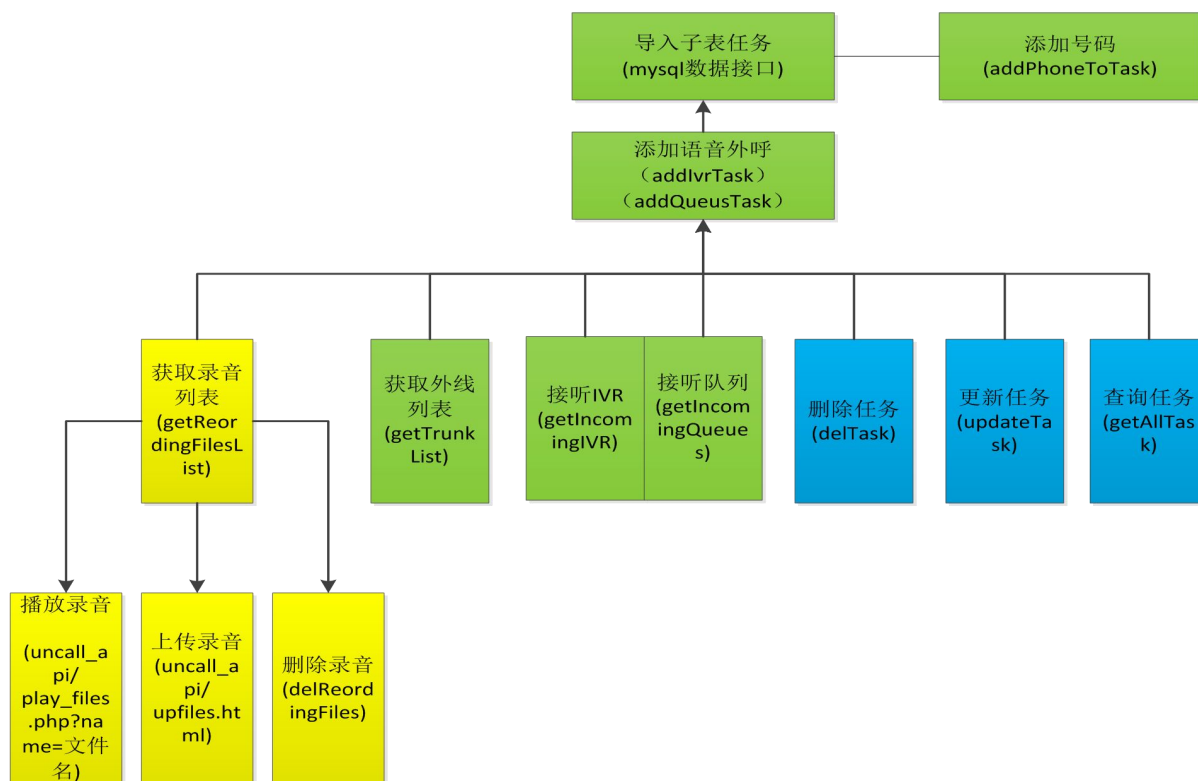 导入子表任务
(mysql数据接口)
添加号码
(addPhoneToTask)
添加语音外呼
（addIvrTask）
（addQueusTask）
获取录音
列表
(getReor
dingFilesL
ist)
获取外线
列表
(getTrunk
List)
接听IVR
(getIncom
ingIVR)
接听队列
(getIncom
ingQueue
s)
删除任务
(delTask)
更新任务
(updateTa
sk)
查询任务
(getAllTas
k)
播放录音
(uncall_a
pi/
play_files
.php?na
me=文件
名)
上传录音
(uncall_a
pi/
upfiles.ht
ml)
删除录音
(delReord
ingFiles)